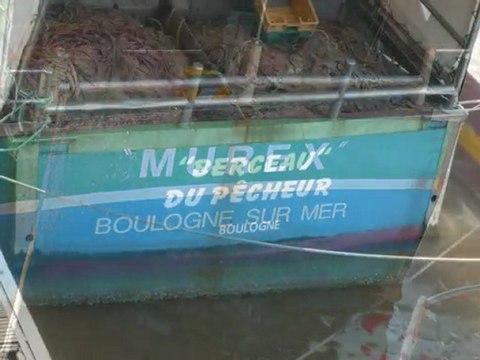 "MUREX"
"BERCEAU"
DU PÊCHEUR
BOULOGNE SUR MER
BOULOGNE